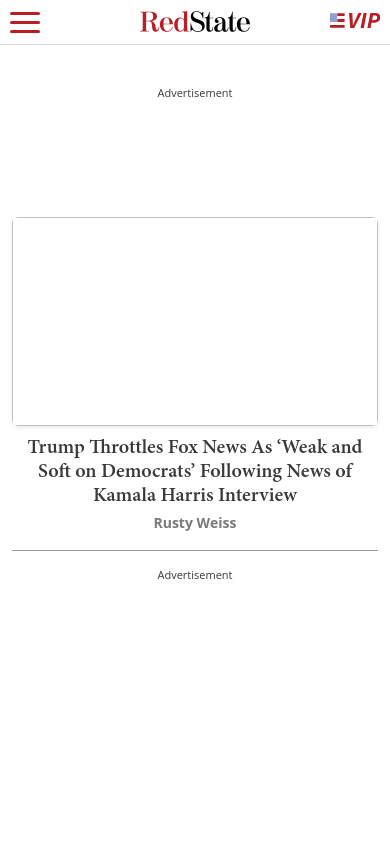 RedState
VIP
Advertisement
Trump Throttles Fox News As ‘Weak and
Soft on Democrats’ Following News of
Kamala Harris Interview
Rusty Weiss
Advertisement